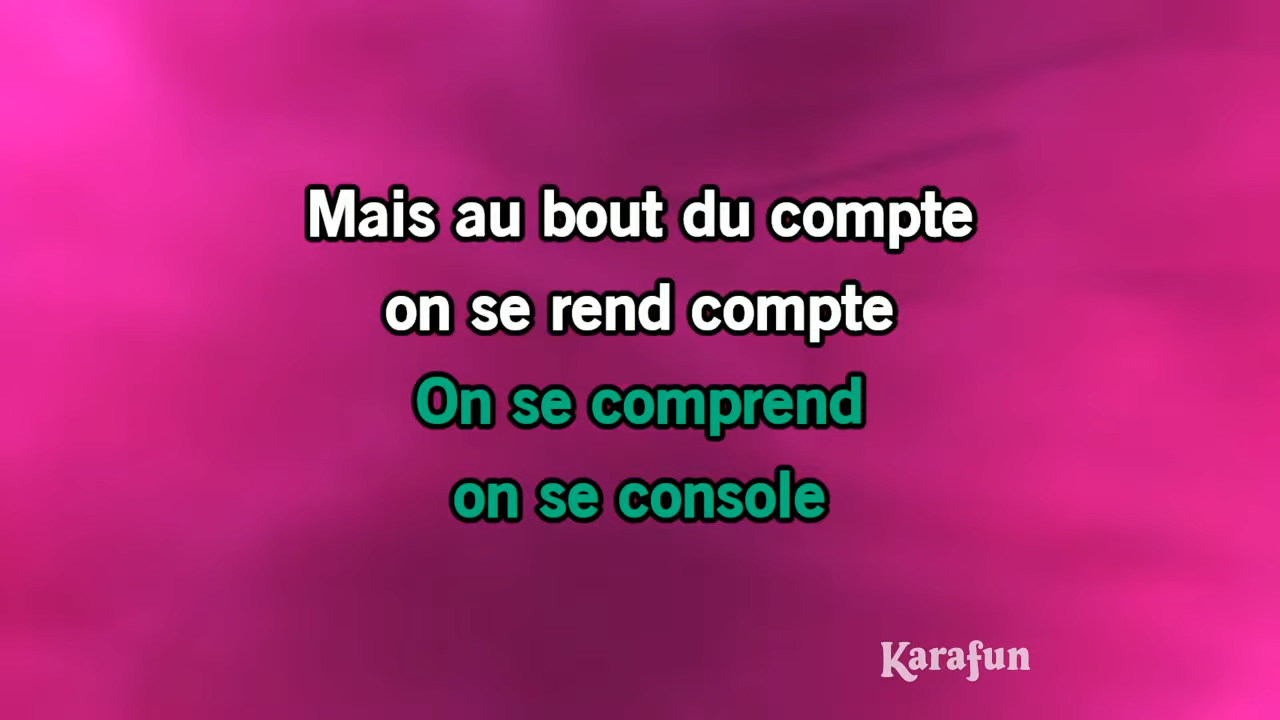 Mais au bout du compte
on se rend compte
On se comprend
on se console
Karafun